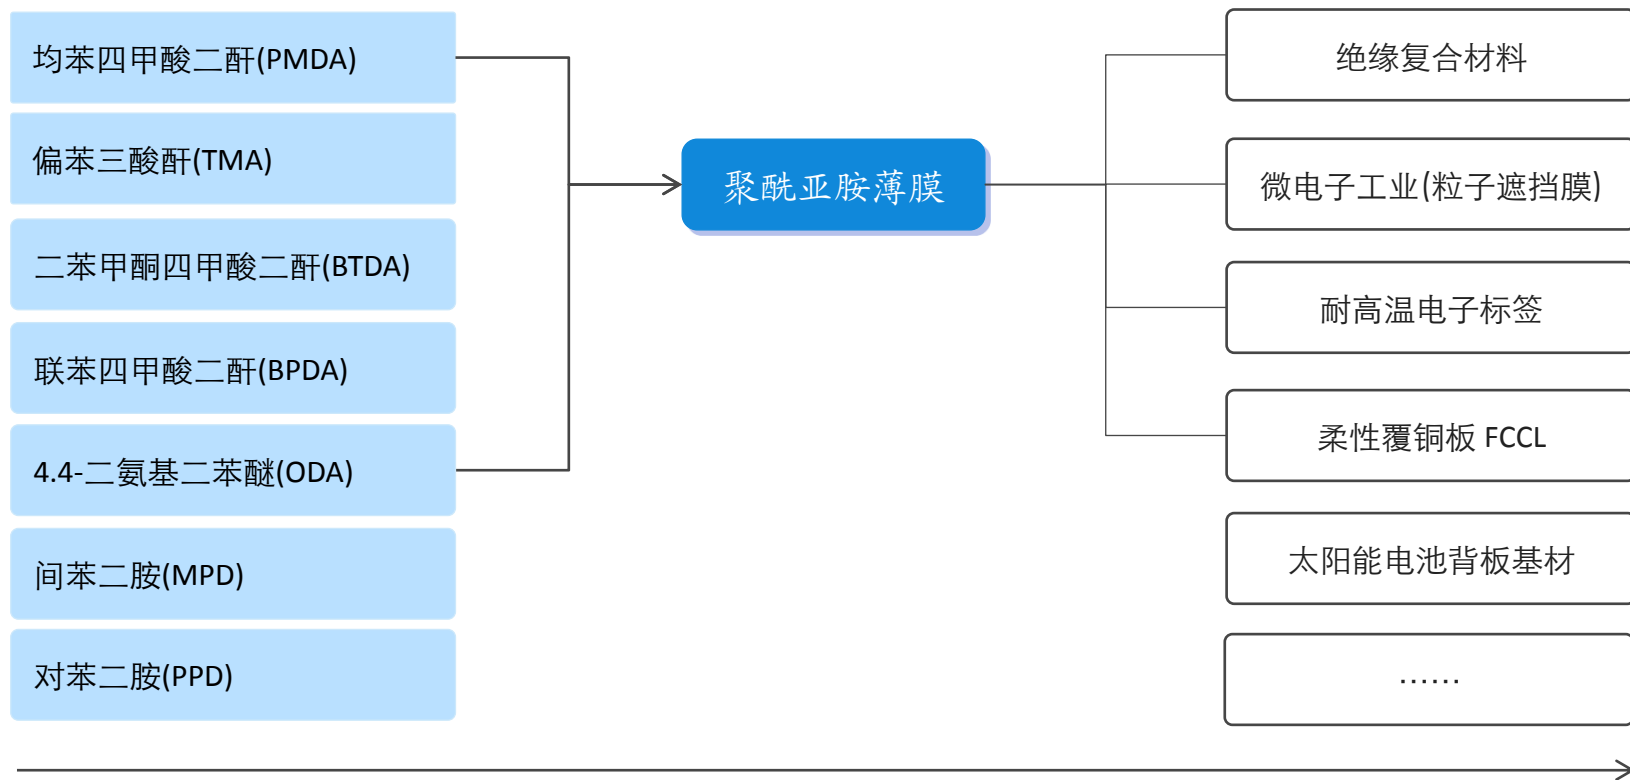 均苯四甲酸二酐(PMDA)
偏苯三酸酐(TMA)
二苯甲酮四甲酸二酐(BTDA)
联苯四甲酸二酐(BPDA)
4.4-二氨基二苯醚(ODA)
间苯二胺(MPD)
对苯二胺(PPD)
聚酰亚胺薄膜
绝缘复合材料
微电子工业(粒子遮挡膜)
耐高温电子标签
柔性覆铜板 FCCL
太阳能电池背板基材
……